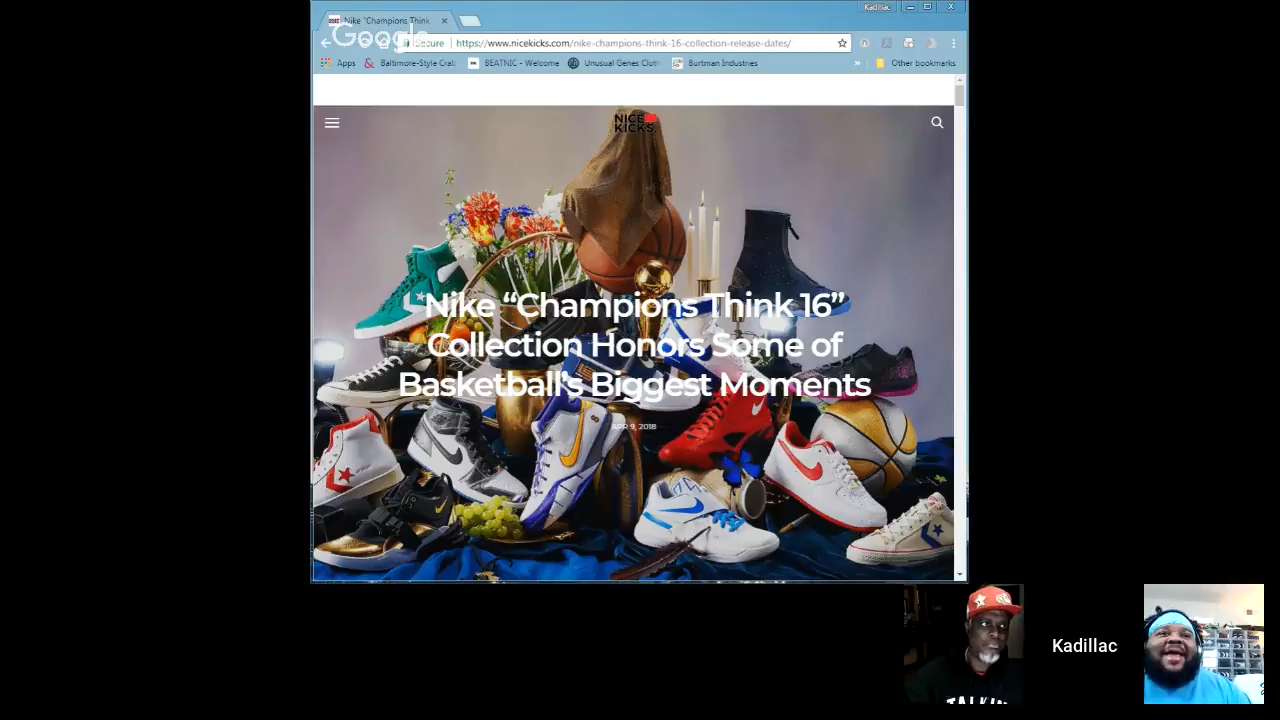 Kadillac
Nike "Champions Think
Google
Secure https://www.nicekicks.com/nike-champions-think-16-collection-release-dates/
Apps Baltimore-Style Crab BEATNIC - Welcome Unusual Genes Cloth Burtman Industries » Other bookmarks
NICE
KICKS
Nike “Champions Think 16”
Collection Honors Some of
Basketball’s Biggest Moments
APR 9, 2018
Kadillac
TALKIN